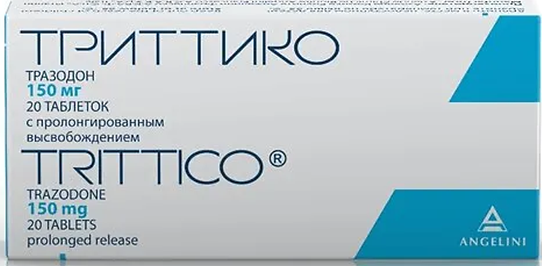 ТРИТТИКО
ТРАЗОДОН
150 мг
20 ТАБЛЕТОК
с пролонгированным
высвобождением
TRITTICO®
TRAZODONE
150 mg
20 TABLETS
prolonged release
ANGELINI